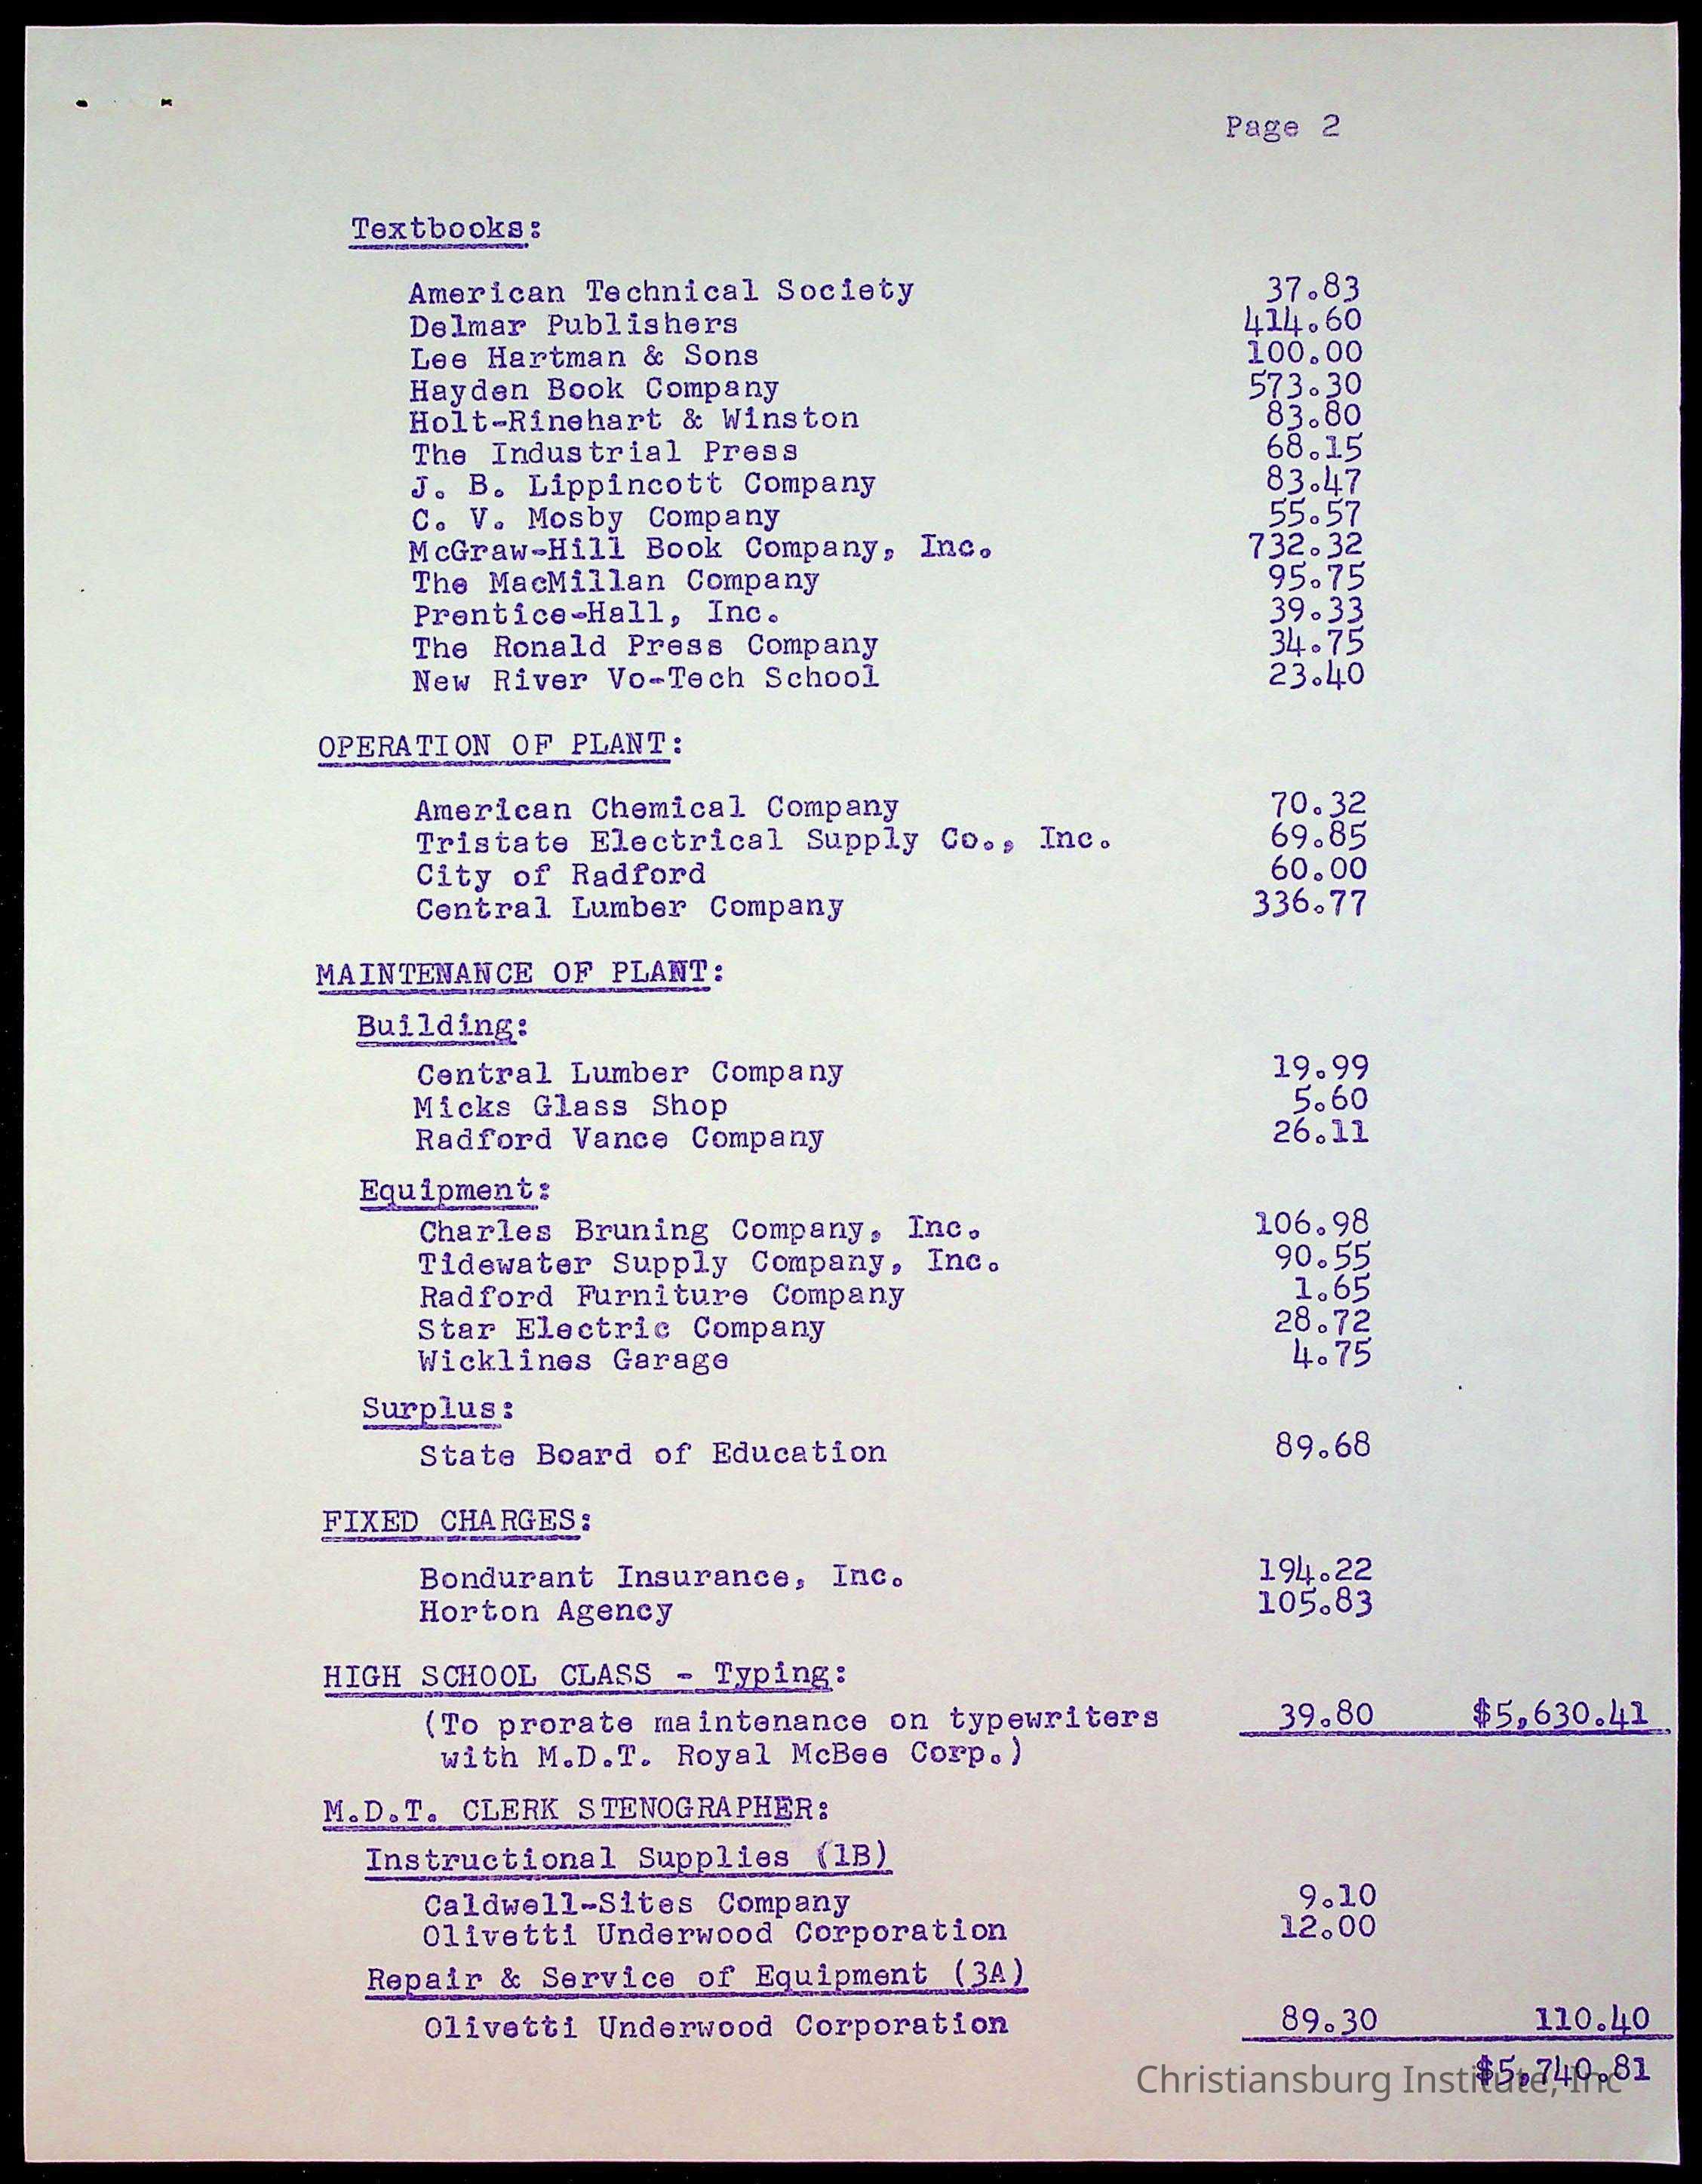 Page 2
Textbooks:
American Technical Society 37.83
Delmar Publishers 414.60
Lee Hartman & Sons 100.00
Hayden Book Company 573.30
Holt-Rinehart & Winston 83.80
The Industrial Press 68.15
J. B. Lippincott Company 83.47
C. V. Mosby Company 55.57
McGraw-Hill Book Company, Inc. 732.32
The MacMillan Company 95.75
Prentice-Hall, Inc. 39.33
The Ronald Press Company 34.75
New River Vo-Tech School 23.40
OPERATION OF PLANT:
American Chemical Company 70.32
Tristate Electrical Supply Co., Inc. 69.85
City of Radford 60.00
Central Lumber Company 336.77
MAINTENANCE OF PLANT:
Building:
Central Lumber Company 19.99
Micks Glass Shop 5.60
Radford Vance Company 26.11
Equipment:
Charles Bruning Company, Inc. 106.98
Tidewater Supply Company, Inc. 90.55
Radford Furniture Company 1.65
Star Electric Company 28.72
Wicklines Garage 4.75
Surplus:
State Board of Education 89.68
FIXED CHARGES:
Bondurant Insurance, Inc. 194.22
Horton Agency 105.83
HIGH SCHOOL CLASS - Typing:
(To prorate maintenance on typewriters 39.80 $5,630.41
with M.D.T. Royal McBee Corp.)
M.D.T. CLERK STENOGRAPHER:
Instructional Supplies (1B)
Caldwell-Sites Company 9.10
Olivetti Underwood Corporation 12.00
Repair & Service of Equipment (3A)
Olivetti Underwood Corporation 89.30 110.40
$5,740.81
Christiansburg Institute, Inc